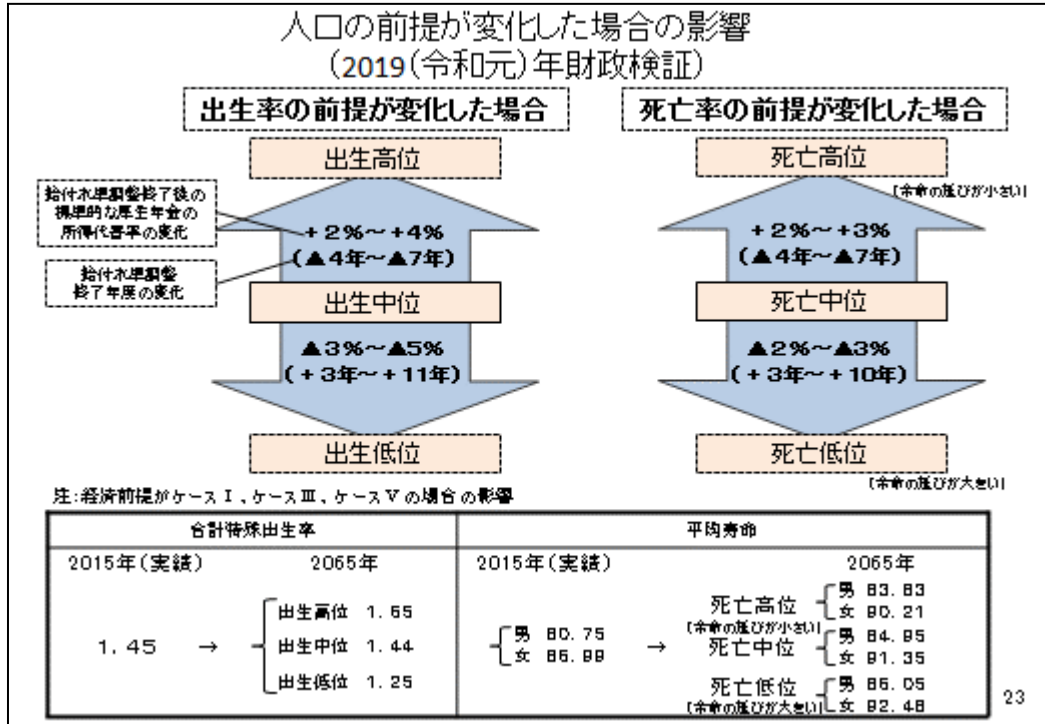 人口の前提が変化した場合の影響
(2019(令和元)年財政検証)
出生率の前提が変化した場合
死亡率の前提が変化した場合
出生高位
死亡高位
[余命の延びが小さい]
給付水準調整終了後の
標準的な厚生年金の
所得代替率の変化
+2%～+4%
(▲4年～▲7年)
+2%～+3%
(▲4年～▲7年)
給付水準調整
終了年度の変化
出生中位
死亡中位
▲3%～▲5%
(+3年～+11年)
▲2%～▲3%
(+3年～+10年)
出生低位
死亡低位
[余命の延びが大きい]
注:経済前提がケースⅠ、ケースⅢ、ケースⅤの場合の影響
合計特殊出生率
平均寿命
2015年(実績)
2065年
2015年(実績)
2065年
1.45
→
出生高位 1.65
出生中位 1.44
出生低位 1.25
男 80.75
女 86.99
→
死亡高位
[余命の延びが小さい]
男 83.83
女 90.21
死亡中位
男 84.95
女 91.35
死亡低位
[余命の延びが大きい]
男 86.05
女 92.48
23